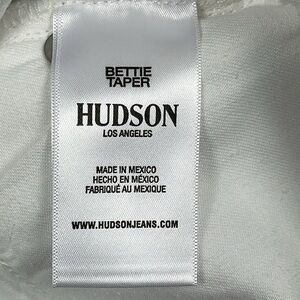 BETTIE
TAPER
HUDSON
LOS ANGELES
MADE IN MEXICO
HECHO EN MÉXICO
FABRIQUÉ AU MEXIQUE
WWW.HUDSONJEANS.COM